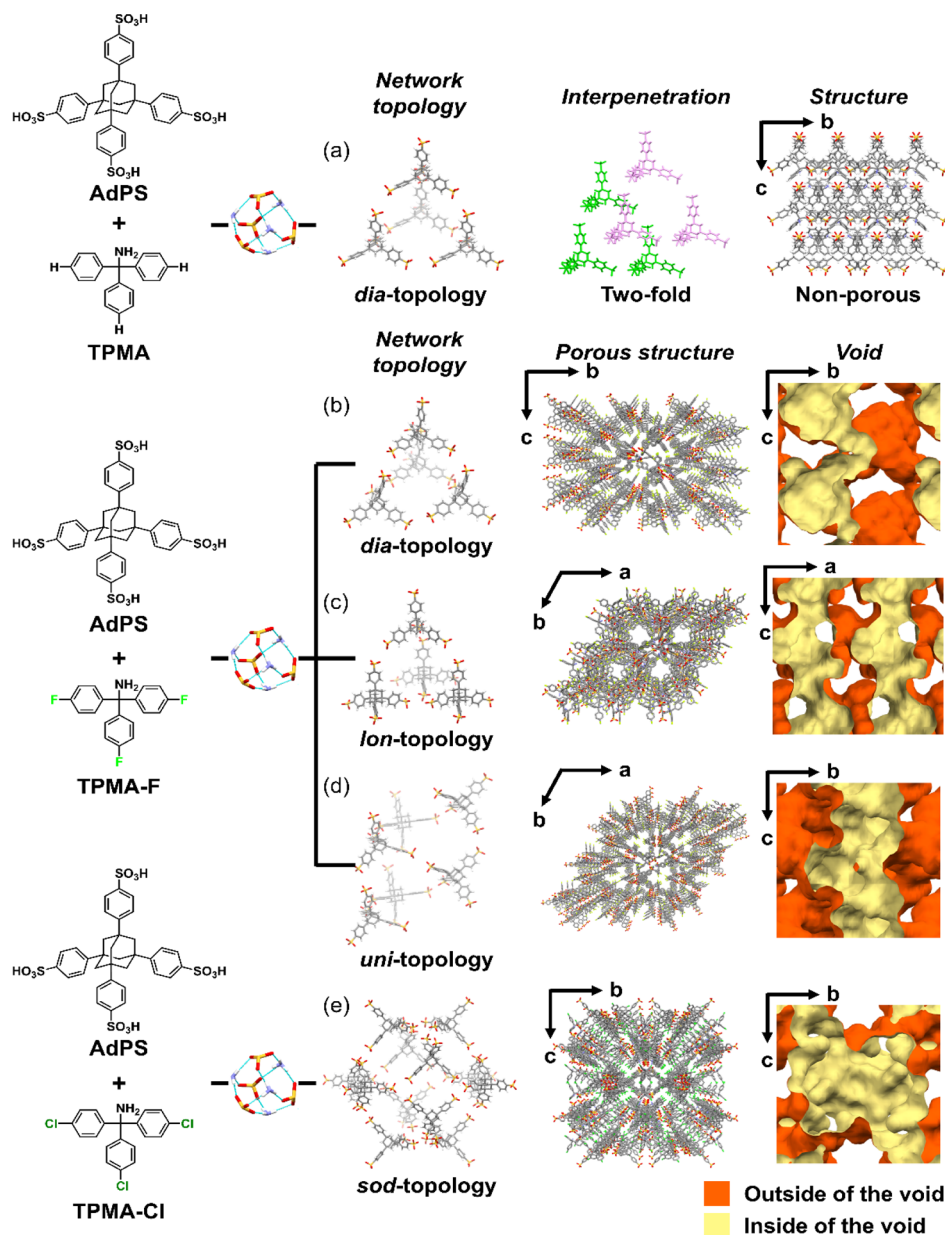 SO₃H
HO₃S
SO₃H
SO₃H
AdPS
+
NH₂
H
H
H
TPMA
Network
topology
Interpenetration
Structure
(a)
b
c
dia-topology
Two-fold
Non-porous
Network
topology
Porous structure
Void
SO₃H
HO₃S
SO₃H
SO₃H
AdPS
+
NH₂
F
F
F
TPMA-F
(b)
b
c
b
c
dia-topology
(c)
a
b
a
c
lon-topology
(d)
a
b
b
c
uni-topology
SO₃H
HO₃S
SO₃H
SO₃H
AdPS
+
NH₂
Cl
Cl
Cl
TPMA-Cl
(e)
b
c
b
c
sod-topology
Outside of the void
Inside of the void